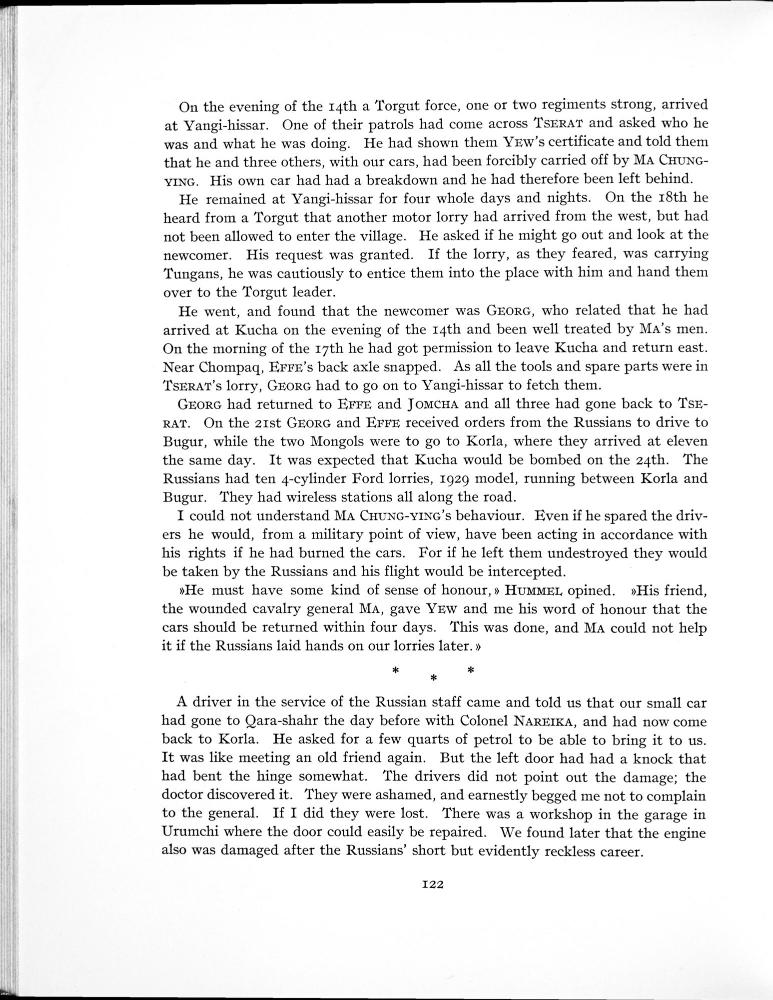 On the evening of the 14th a Torgut force, one or two regiments strong, arrived
at Yangi-hissar. One of their patrols had come across TSERAT and asked who he
was and what he was doing. He had shown them YEW's certificate and told them
that he and three others, with our cars, had been forcibly carried off by MA CHUNG-
YING. His own car had had a breakdown and he had therefore been left behind.
He remained at Yangi-hissar for four whole days and nights. On the 18th he
heard from a Torgut that another motor lorry had arrived from the west, but had
not been allowed to enter the village. He asked if he might go out and look at the
newcomer. His request was granted. If the lorry, as they feared, was carrying
Tungans, he was cautiously to entice them into the place with him and hand them
over to the Torgut leader.
He went, and found that the newcomer was GEORG, who related that he had
arrived at Kucha on the evening of the 14th and been well treated by MA's men.
On the morning of the 17th he had got permission to leave Kucha and return east.
Near Chompaq, EFFE's back axle snapped. As all the tools and spare parts were in
TSERAT's lorry, GEORG had to go on to Yangi-hissar to fetch them.
GEORG had returned to EFFE and JOMCHA and all three had gone back to TSE-
RAT. On the 21st GEORG and EFFE received orders from the Russians to drive to
Bugur, while the two Mongols were to go to Korla, where they arrived at eleven
the same day. It was expected that Kucha would be bombed on the 24th. The
Russians had ten 4-cylinder Ford lorries, 1929 model, running between Korla and
Bugur. They had wireless stations all along the road.
I could not understand MA CHUNG-YING's behaviour. Even if he spared the driv-
ers he would, from a military point of view, have been acting in accordance with
his rights if he had burned the cars. For if he left them undestroyed they would
be taken by the Russians and his flight would be intercepted.
»He must have some kind of sense of honour,» HUMMEL opined. »His friend,
the wounded cavalry general MA, gave YEW and me his word of honour that the
cars should be returned within four days. This was done, and MA could not help
it if the Russians laid hands on our lorries later.»
* * *
A driver in the service of the Russian staff came and told us that our small car
had gone to Qara-shahr the day before with Colonel NAREIKA, and had now come
back to Korla. He asked for a few quarts of petrol to be able to bring it to us.
It was like meeting an old friend again. But the left door had had a knock that
had bent the hinge somewhat. The drivers did not point out the damage; the
doctor discovered it. They were ashamed, and earnestly begged me not to complain
to the general. If I did they were lost. There was a workshop in the garage in
Urumchi where the door could easily be repaired. We found later that the engine
also was damaged after the Russians' short but evidently reckless career.
122